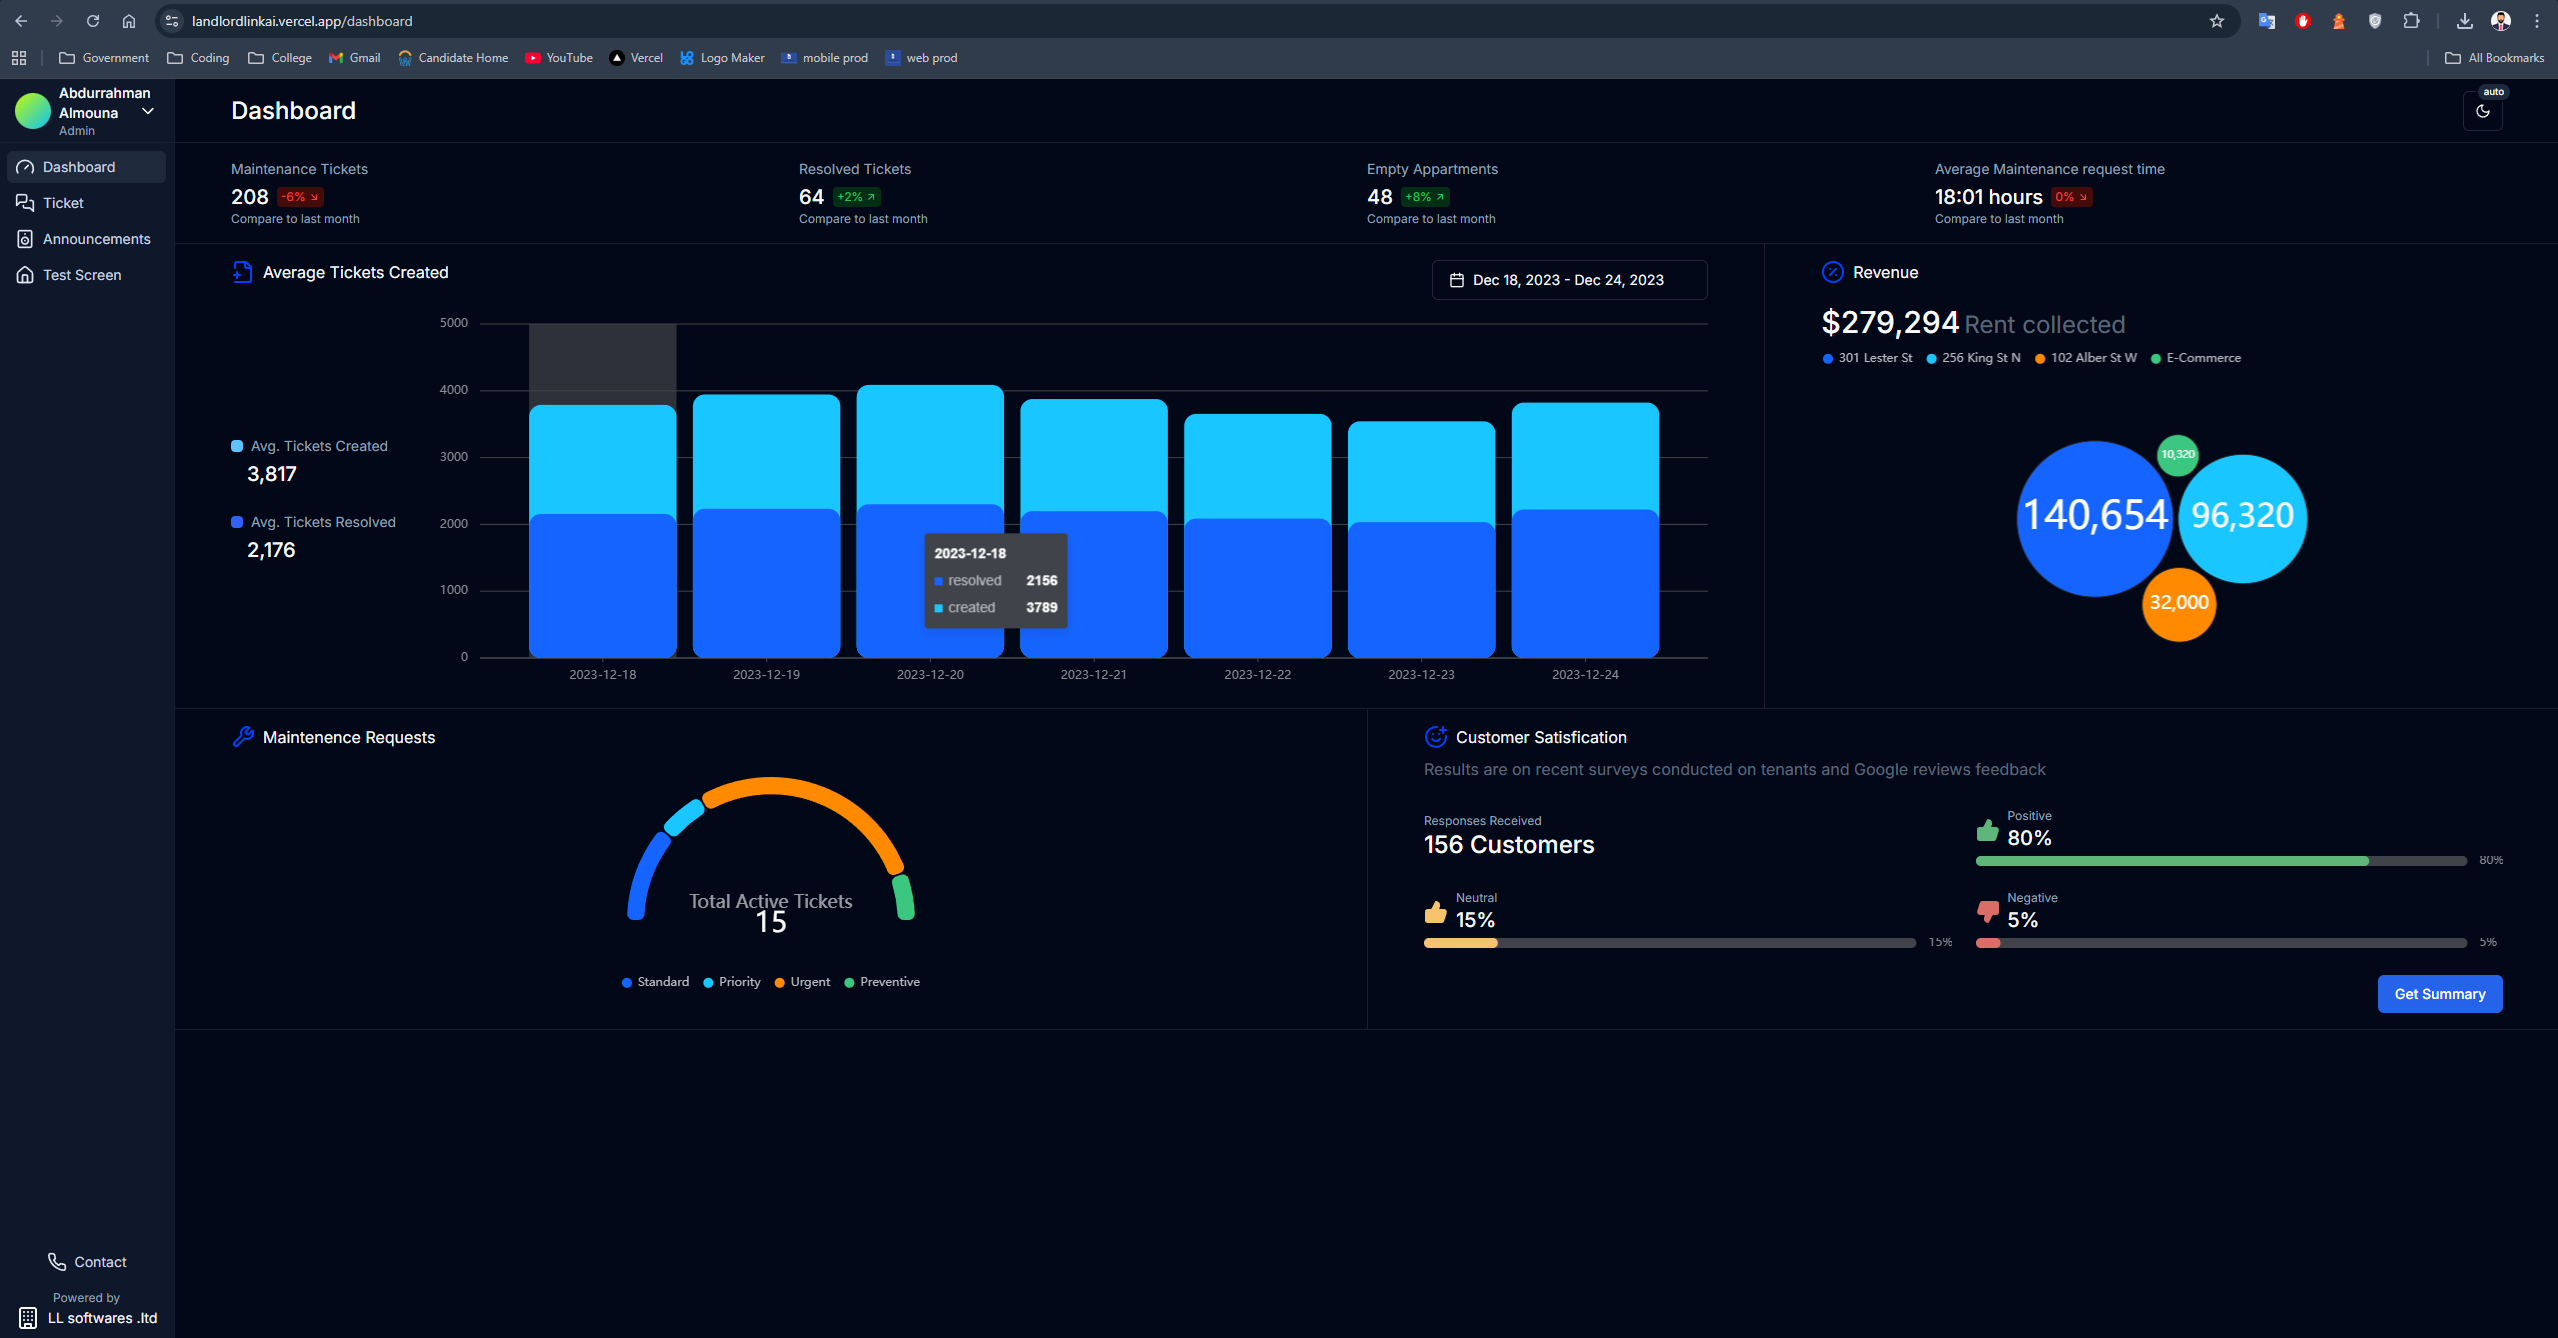 landlordlinkai.vercel.app/dashboard
Government Coding College Gmail Candidate Home YouTube Vercel Logo Maker mobile prod web prod All Bookmarks
Abdurrahman
Almouna
Admin
Dashboard
Ticket
Announcements
Test Screen
Contact
Powered by
LL softwares .ltd
Dashboard
auto
Maintenance Tickets
208 -6%
Compare to last month
Resolved Tickets
64 +2%
Compare to last month
Empty Appartments
48 +8%
Compare to last month
Average Maintenance request time
18:01 hours 0%
Compare to last month
Average Tickets Created
Dec 18, 2023 - Dec 24, 2023
Avg. Tickets Created
3,817
Avg. Tickets Resolved
2,176
5000
4000
3000
2000
1000
0
2023-12-18
resolved 2156
created 3789
2023-12-18 2023-12-19 2023-12-20 2023-12-21 2023-12-22 2023-12-23 2023-12-24
Revenue
$279,294 Rent collected
301 Lester St 256 King St N 102 Alber St W E-Commerce
10,320
140,654 96,320
32,000
Maintenence Requests
Total Active Tickets
15
Standard Priority Urgent Preventive
Customer Satisfication
Results are on recent surveys conducted on tenants and Google reviews feedback
Responses Received
156 Customers
Positive
80%
80%
Neutral
15%
15%
Negative
5%
5%
Get Summary